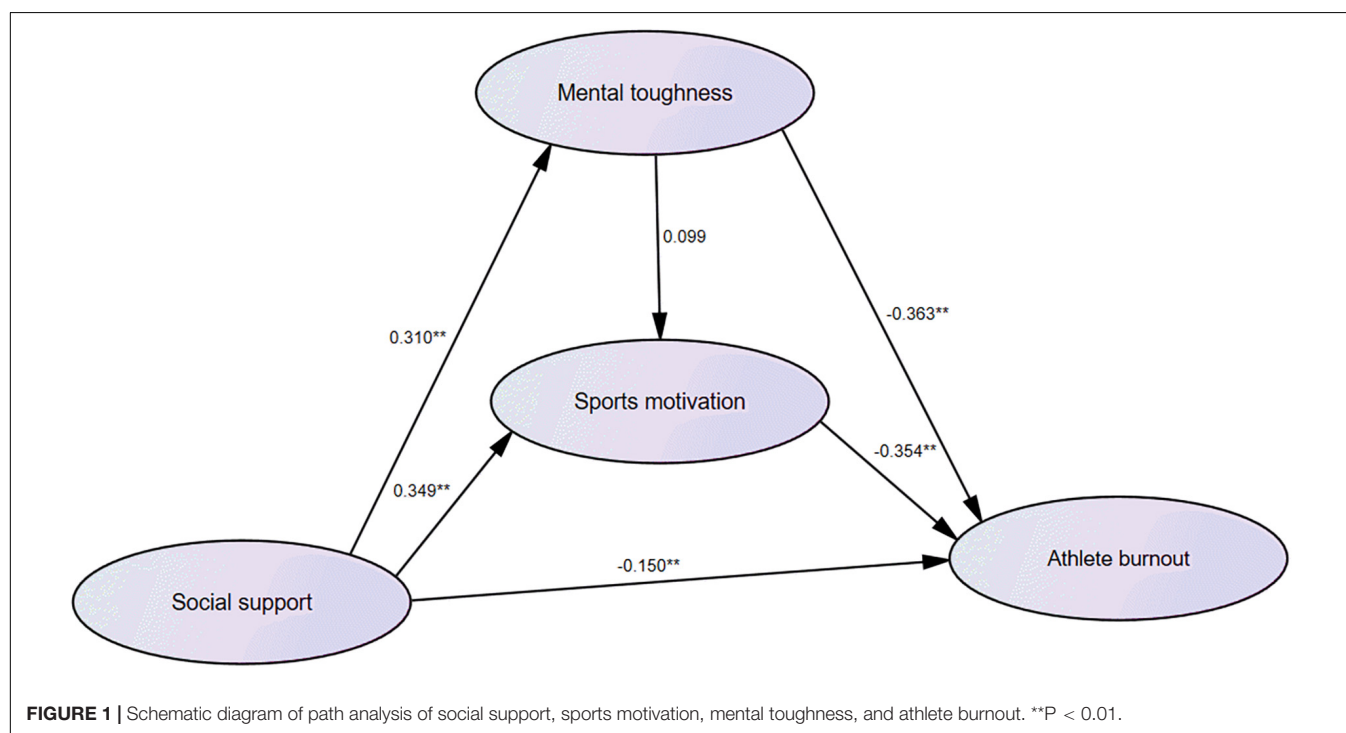 Mental toughness
0.099
0.310**
-0.363**
Sports motivation
-0.354**
0.349**
-0.150**
Athlete burnout
Social support
FIGURE 1 | Schematic diagram of path analysis of social support, sports motivation, mental toughness, and athlete burnout. **P < 0.01.